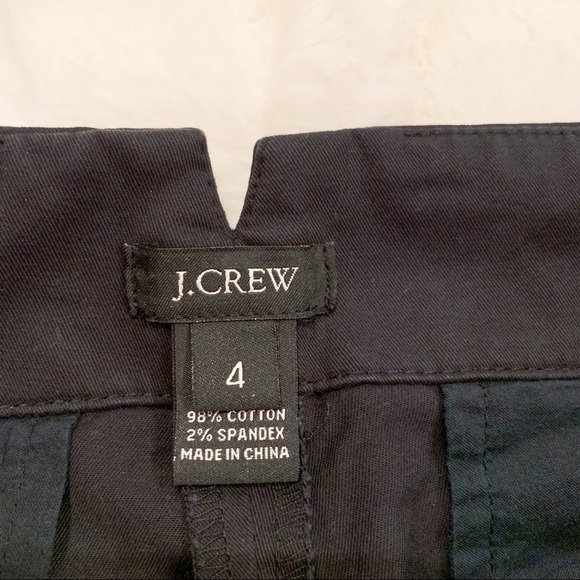 J.CREW
4
98% COTTON
2% SPANDEX
MADE IN CHINA